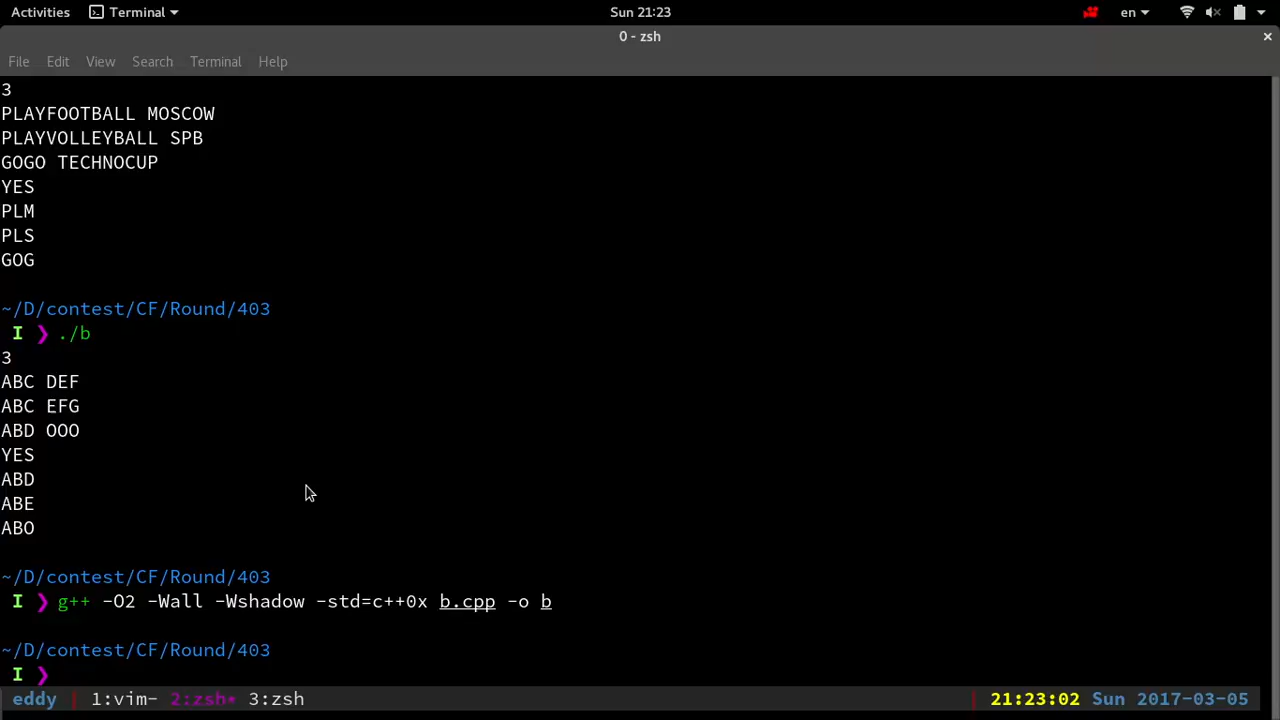 Activities Terminal Sun 21:23 en
0 - zsh
File Edit View Search Terminal Help
3
PLAYFOOTBALL MOSCOW
PLAYVOLLEYBALL SPB
GOGO TECHNOCUP
YES
PLM
PLS
GOG
~/D/contest/CF/Round/403
I ❯ ./b
3
ABC DEF
ABC EFG
ABD OOO
YES
ABD
ABE
ABO
~/D/contest/CF/Round/403
I ❯ g++ -O2 -Wall -Wshadow -std=c++0x b.cpp -o b
~/D/contest/CF/Round/403
I ❯
eddy | 1:vim- 2:zsh* 3:zsh | 21:23:02 Sun 2017-03-05